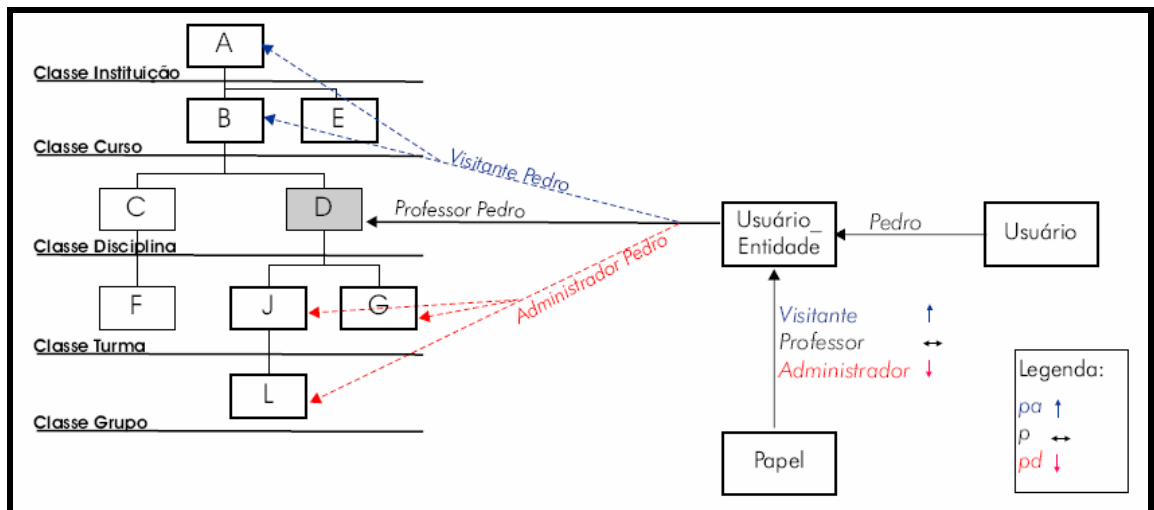 A
Classe Instituição
B
E
Classe Curso
Visitante Pedro
C
D
Professor Pedro
Usuário_
Entidade
Pedro
Usuário
Classe Disciplina
Administrador Pedro
F
J
G
Visitante
Professor
Administrador
Classe Turma
L
Classe Grupo
Papel
Legenda:
pa
p
pd